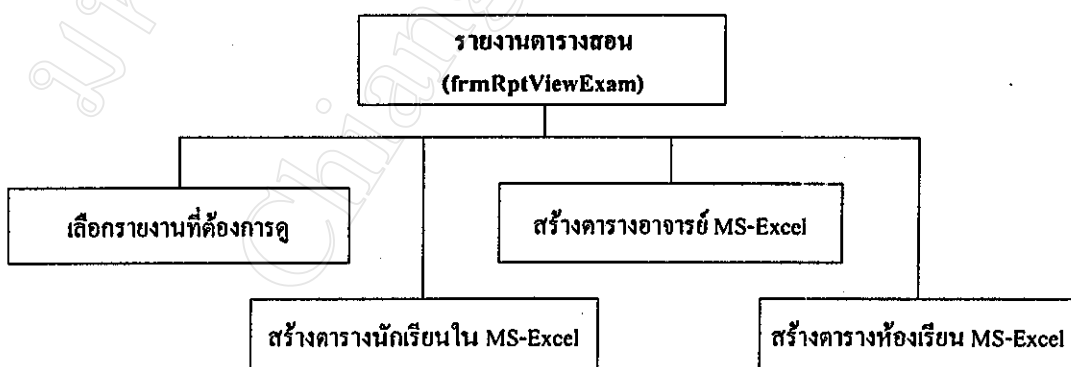 รายงานตารางสอน
(frmRptViewExam)
เลือกรายงานที่ต้องการดู
สร้างตารางอาจารย์ MS-Excel
สร้างตารางนักเรียนใน MS-Excel
สร้างตารางห้องเรียน MS-Excel
Chiang